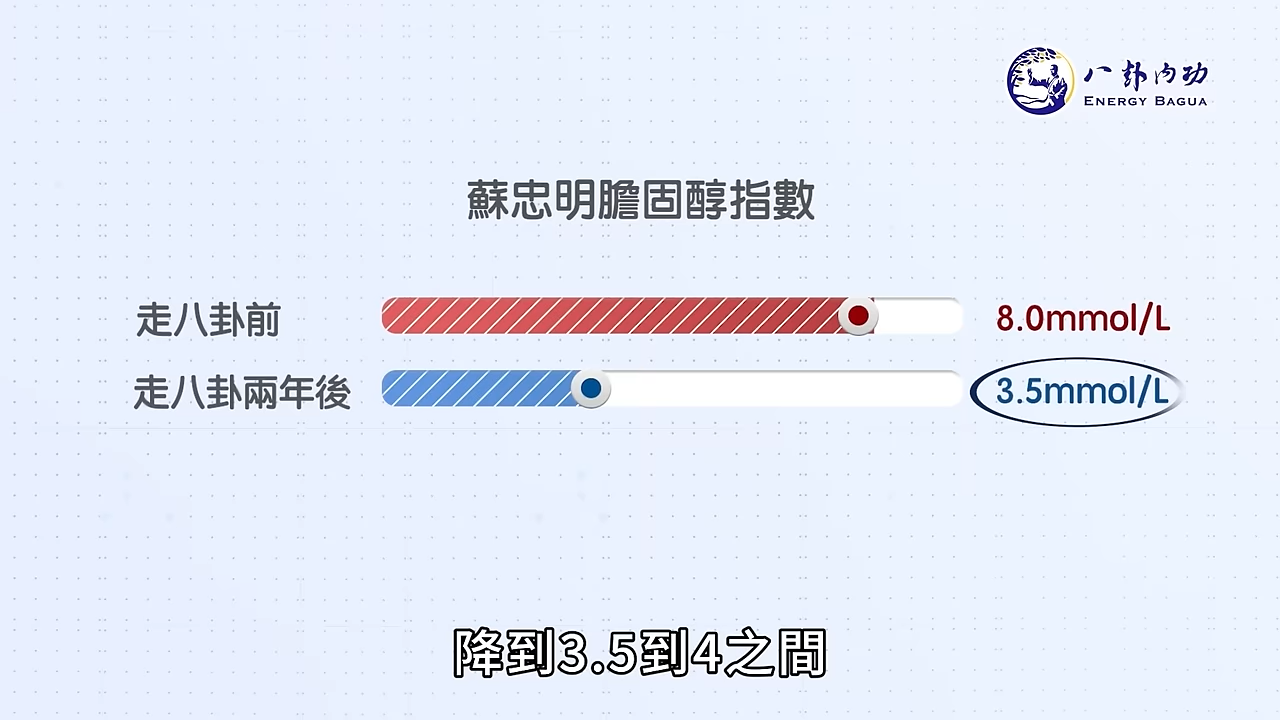 八卦內功
ENERGY BAGUA
蘇忠明膽固醇指數
走八卦前 8.0mmol/L
走八卦兩年後 3.5mmol/L
降到3.5到4之間